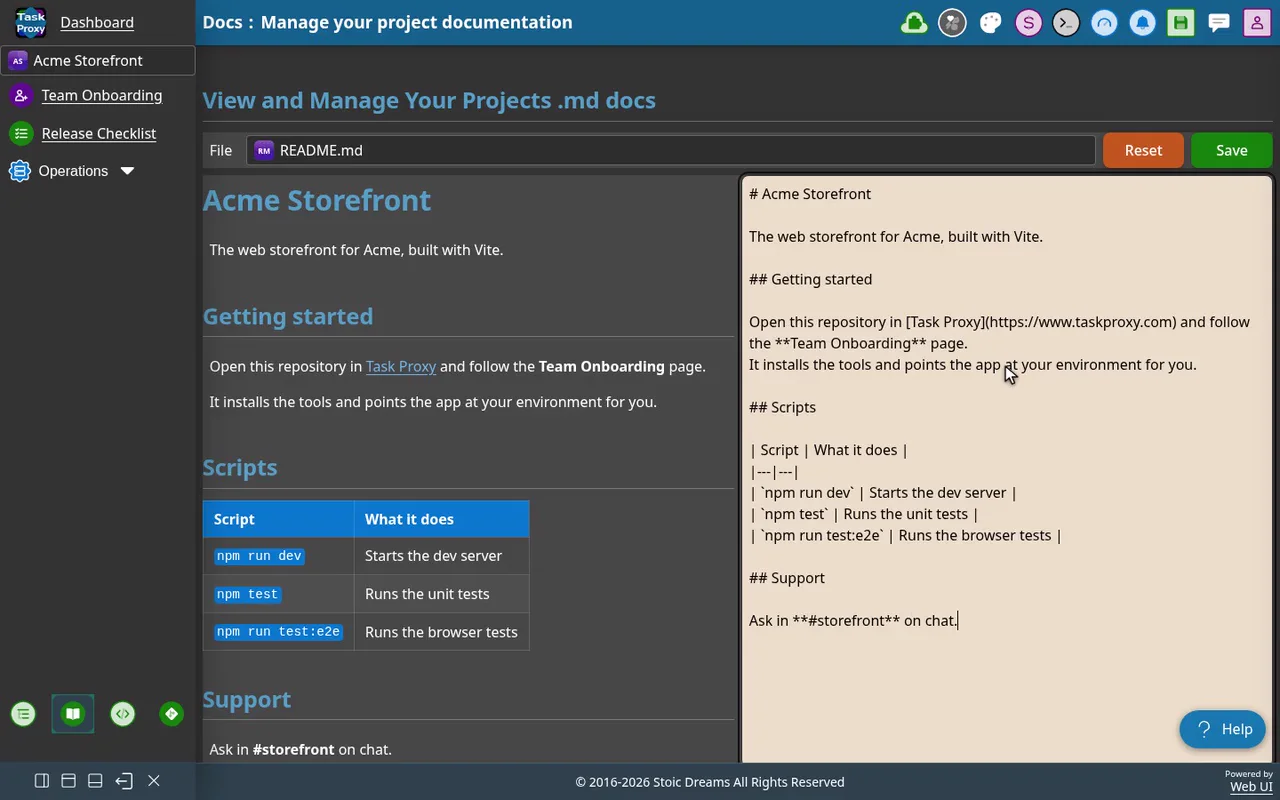 Task Proxy
Dashboard
Docs : Manage your project documentation
S
AS Acme Storefront
Team Onboarding
Release Checklist
Operations
View and Manage Your Projects .md docs
File
RM README.md
Reset
Save
Acme Storefront
The web storefront for Acme, built with Vite.
Getting started
Open this repository in Task Proxy and follow the Team Onboarding page.
It installs the tools and points the app at your environment for you.
Scripts
Script What it does
npm run dev Starts the dev server
npm test Runs the unit tests
npm run test:e2e Runs the browser tests
Support
Ask in #storefront on chat.
# Acme Storefront
The web storefront for Acme, built with Vite.
## Getting started
Open this repository in [Task Proxy](https://www.taskproxy.com) and follow
the **Team Onboarding** page.
It installs the tools and points the app at your environment for you.
## Scripts
| Script | What it does |
|---|---|
| `npm run dev` | Starts the dev server |
| `npm test` | Runs the unit tests |
| `npm run test:e2e` | Runs the browser tests |
## Support
Ask in **#storefront** on chat.
? Help
© 2016-2026 Stoic Dreams All Rights Reserved
Powered by
Web UI